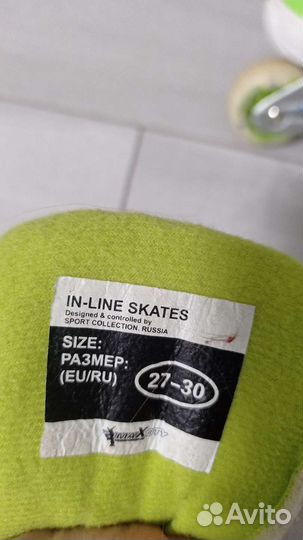 IN-LINE SKATES
Designed & controlled by
SPORT COLLECTION, RUSSIA
SIZE:
РАЗМЕР:
(EU/RU)
27-30
Avito